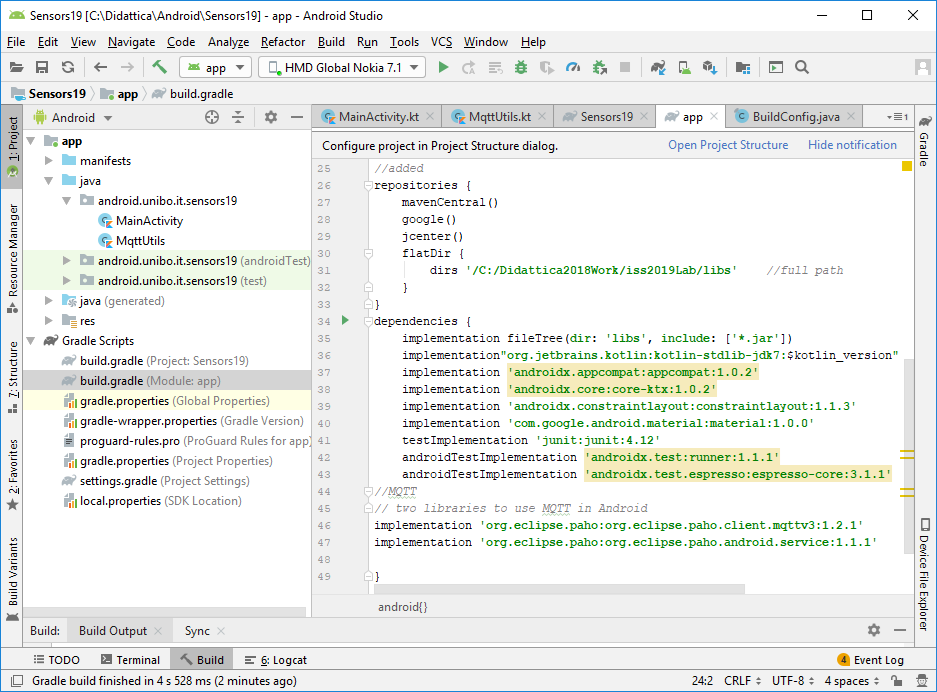 Sensors19 [C:\Didattica\Android\Sensors19] - app - Android Studio
File Edit View Navigate Code Analyze Refactor Build Run Tools VCS Window Help
app HMD Global Nokia 7.1
Sensors19 app build.gradle
Android
MainActivity.kt MqttUtils.kt Sensors19 app BuildConfig.java
Configure project in Project Structure dialog. Open Project Structure Hide notification
1: Project
Resource Manager
7: Structure
2: Favorites
Build Variants
app
manifests
java
android.unibo.it.sensors19
MainActivity
MqttUtils
android.unibo.it.sensors19 (androidTest)
android.unibo.it.sensors19 (test)
java (generated)
res
Gradle Scripts
build.gradle (Project: Sensors19)
build.gradle (Module: app)
gradle.properties (Global Properties)
gradle-wrapper.properties (Gradle Version)
proguard-rules.pro (ProGuard Rules for app)
gradle.properties (Project Properties)
settings.gradle (Project Settings)
local.properties (SDK Location)
25 //added
26 repositories {
27 mavenCentral()
28 google()
29 jcenter()
30 flatDir {
31 dirs '/C:/Didattica2018Work/iss2019Lab/libs' //full path
32 }
33 }
34 dependencies {
35 implementation fileTree(dir: 'libs', include: ['*.jar'])
36 implementation"org.jetbrains.kotlin:kotlin-stdlib-jdk7:$kotlin_version"
37 implementation 'androidx.appcompat:appcompat:1.0.2'
38 implementation 'androidx.core:core-ktx:1.0.2'
39 implementation 'androidx.constraintlayout:constraintlayout:1.1.3'
40 implementation 'com.google.android.material:material:1.0.0'
41 testImplementation 'junit:junit:4.12'
42 androidTestImplementation 'androidx.test:runner:1.1.1'
43 androidTestImplementation 'androidx.test.espresso:espresso-core:3.1.1'
44 //MQTT
45 // two libraries to use MQTT in Android
46 implementation 'org.eclipse.paho:org.eclipse.paho.client.mqttv3:1.2.1'
47 implementation 'org.eclipse.paho:org.eclipse.paho.android.service:1.1.1'
48
49 }
android{}
Gradle
Device File Explorer
Build: Build Output Sync
TODO Terminal Build 6: Logcat 4 Event Log
Gradle build finished in 4 s 528 ms (2 minutes ago) 24:2 CRLF UTF-8 4 spaces